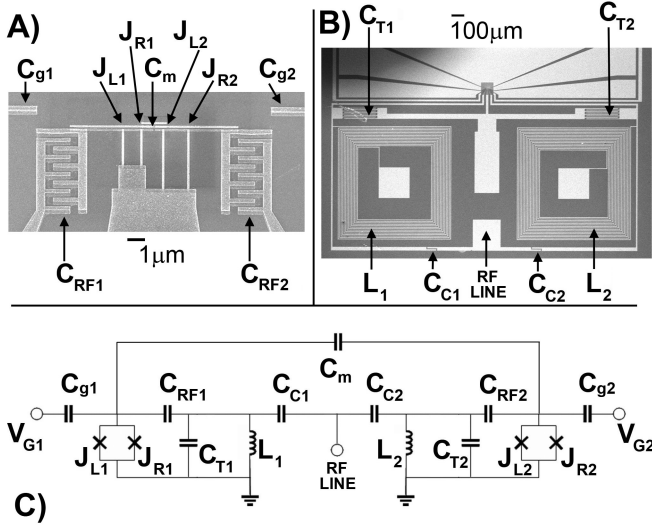 A)
C_g1
J_L1
J_R1
C_m
J_L2
J_R2
C_g2
C_RF1
1μm
C_RF2
B)
100μm
C_T1
C_T2
L_1
C_C1
RF
LINE
C_C2
L_2
C_m
C_g1
C_RF1
C_C1
C_C2
C_RF2
C_g2
V_G1
J_L1
J_R1
C_T1
L_1
RF
LINE
L_2
C_T2
J_L2
J_R2
V_G2
C)